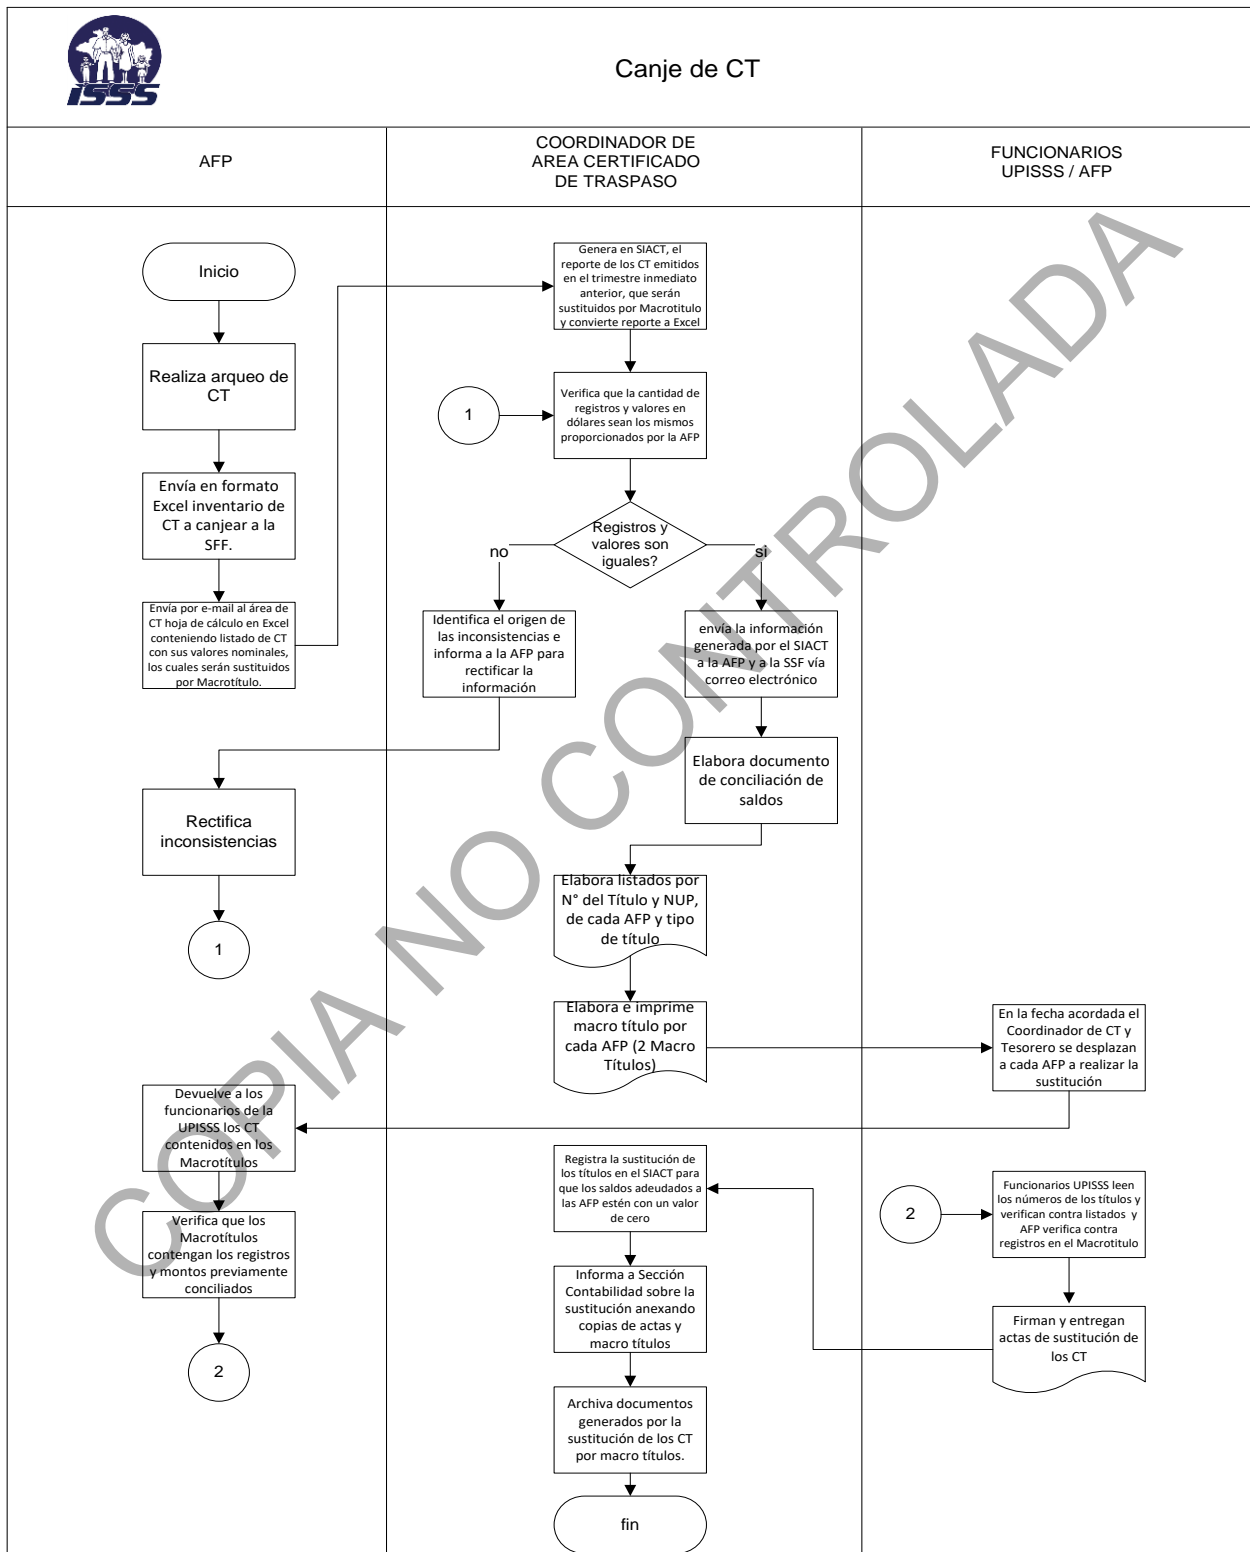 ISSS
Canje de CT
AFP
COORDINADOR DE
AREA CERTIFICADO
DE TRASPASO
FUNCIONARIOS
UPISSS / AFP
Inicio
Realiza arqueo de
CT
Envía en formato
Excel inventario de
CT a canjear a la
SFF.
Envía por e-mail al área de
CT hoja de cálculo en Excel
conteniendo listado de CT
con sus valores nominales,
los cuales serán sustituidos
por Macrotítulo.
Genera en SIACT, el
reporte de los CT emitidos
en el trimestre inmediato
anterior, que serán
sustituidos por Macrotitulo
y convierte reporte a Excel
1
Verifica que la cantidad de
registros y valores en
dólares sean los mismos
proporcionados por la AFP
Registros y
valores son
iguales?
no
si
Identifica el origen de
las inconsistencias e
informa a la AFP para
rectificar la
información
envía la información
generada por el SIACT
a la AFP y a la SSF vía
correo electrónico
Rectifica
inconsistencias
1
Elabora documento
de conciliación de
saldos
Elabora listados por
N° del Título y NUP,
de cada AFP y tipo
de título
Elabora e imprime
macro título por
cada AFP (2 Macro
Títulos)
En la fecha acordada el
Coordinador de CT y
Tesorero se desplazan
a cada AFP a realizar la
sustitución
Devuelve a los
funcionarios de la
UPISSS los CT
contenidos en los
Macrotítulos
Verifica que los
Macrotítulos
contengan los registros
y montos previamente
conciliados
2
2
Funcionarios UPISSS leen
los números de los títulos y
verifican contra listados y
AFP verifica contra
registros en el Macrotitulo
Firman y entregan
actas de sustitución de
los CT
Registra la sustitución de
los títulos en el SIACT para
que los saldos adeudados a
las AFP estén con un valor
de cero
Informa a Sección
Contabilidad sobre la
sustitución anexando
copias de actas y
macro títulos
Archiva documentos
generados por la
sustitución de los CT
por macro títulos.
fin
COPIA NO CONTROLADA